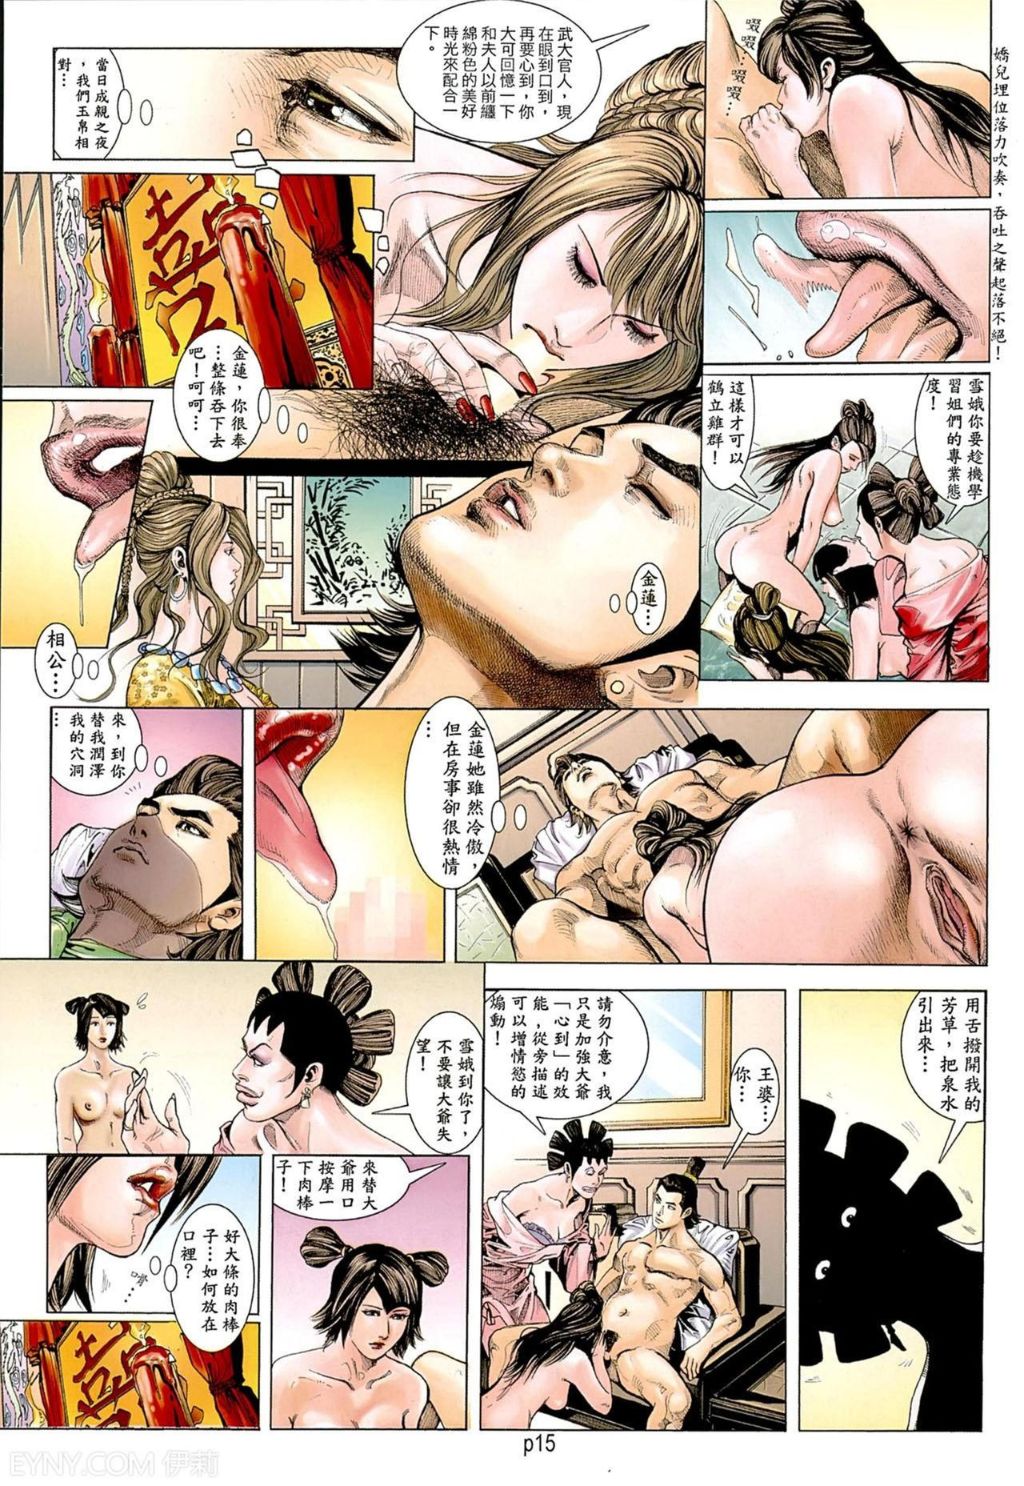 嬌兒埋位落力吹奏，吞吐之聲起落不絕！
啜
啜…
啜…
武大官人，現
在眼到口到，
再要心到，你
大可回憶一下
和夫人以前纏
綿粉色的美好
時光來配合一
下。
當日成親之夜
，我們玉帛相
對…
雪娥你要趁機學
習姐們的專業態
度！
這樣才可以
鶴立雞群！
囍
金蓮，你很奉
…整條吞下去
吧！呵呵…
金蓮…
相公…
金蓮她雖然冷傲，
但在房事卻很熱情
…
來，到你
替我潤澤
我的穴洞
…
用舌撥開我的
芳草，把泉水
引出來…
王婆…
你…
請勿介意，我
只是加強大爺
「心到」的效
能，從旁描述
可以增情慾的
煽動！
雪娥到你了，
不要讓大爺失
望！
來替大
爺用口
按摩一
下肉棒
子！
好大條的肉棒
子…如何放在
口裡？
嘖…
囍
p15
EYNY.COM 伊莉